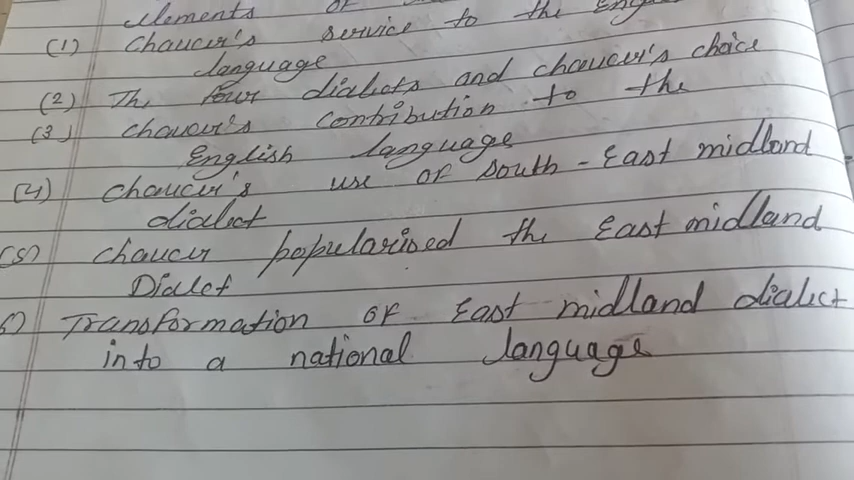 elements of
(1) Chaucer's service to the Eng
language
(2) The four dialects and chaucer's choice
(3) chaucer's contribution to the
English language
(4) chaucer's use of south-East midland
dialect
(5) chaucer popularised the East midland
Dialect
6) Transformation of East midland dialect
into a national language